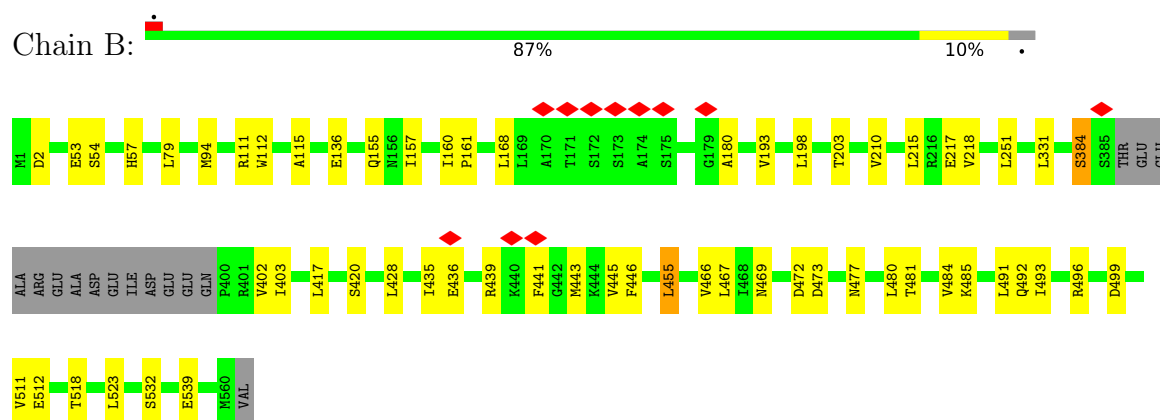 Chain B:
87%
10%
M1 D2 E53 S54 H57 L79 M94 R111 W112 A115 E136 Q155 N156 I157 I160 P161 L168 L169 A170 T171 S172 S173 A174 S175 G179 A180 V193 L198 T203 V210 L215 R216 E217 V218 L251 L331 S384 S385 THR GLU GLU
ALA ARG GLU ALA ASP GLU ILE ASP GLU GLU GLN P400 R401 V402 I403 L417 S420 L428 I435 E436 R439 K440 F441 G442 M443 K444 V445 F446 L455 V466 L467 I468 N469 D472 D473 N477 L480 T481 V484 K485 L491 Q492 I493 R496 D499
V511 E512 T518 L523 S532 E539 M560 VAL